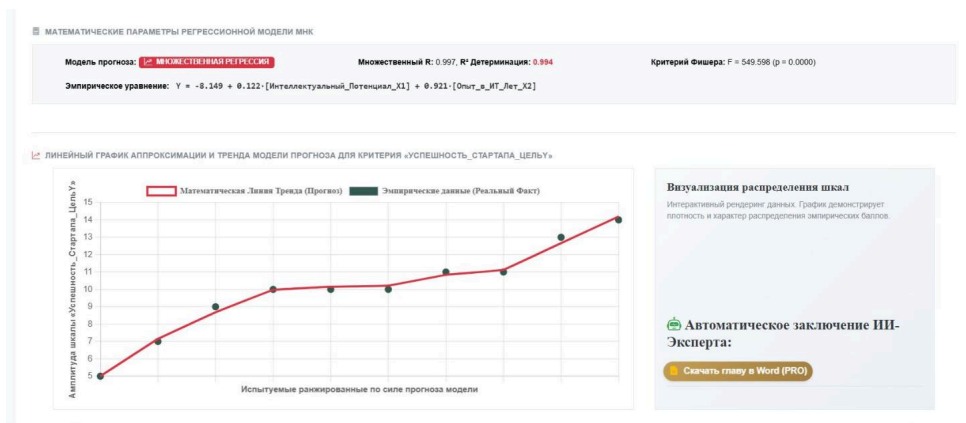 МАТЕМАТИЧЕСКИЕ ПАРАМЕТРЫ РЕГРЕССИОННОЙ МОДЕЛИ МНК
Модель прогноза: МНОЖЕСТВЕННАЯ РЕГРЕССИЯ Множественный R: 0.997, R² Детерминация: 0.994 Критерий Фишера: F = 549.598 (p = 0.0000)
Эмпирическое уравнение: Y = -8.149 + 0.122·[Интеллектуальный_Потенциал_X1] + 0.921·[Опыт_в_ИТ_Лет_X2]
ЛИНЕЙНЫЙ ГРАФИК АППРОКСИМАЦИИ И ТРЕНДА МОДЕЛИ ПРОГНОЗА ДЛЯ КРИТЕРИЯ «УСПЕШНОСТЬ_СТАРТАПА_ЦЕЛЬY»
Математическая Линия Тренда (Прогноз) Эмпирические данные (Реальный Факт)
Амплитуда шкалы «Успешность_Стартапа_ЦельY»
15
14
13
12
11
10
9
8
7
6
5
Испытуемые ранжированные по силе прогноза модели
Визуализация распределения шкал
Интерактивный рендеринг данных. График демонстрирует
плотность и характер распределения эмпирических баллов.
Автоматическое заключение ИИ-
Эксперта:
Скачать главу в Word (PRO)